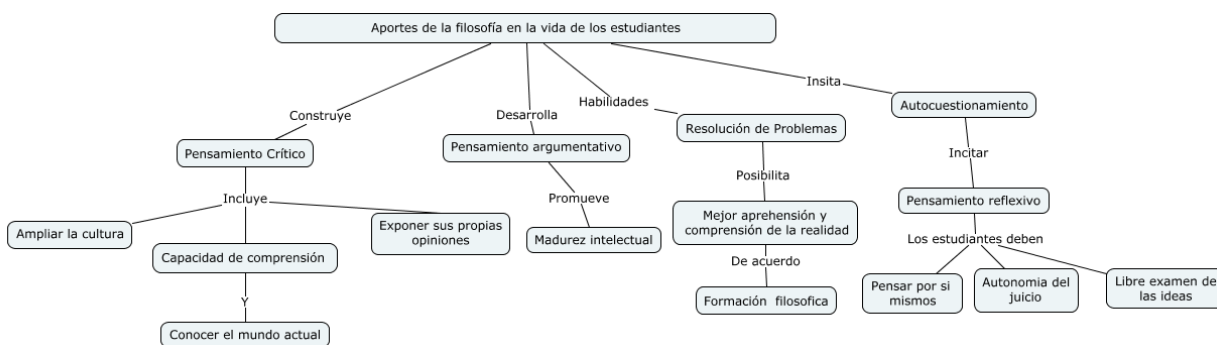 Aportes de la filosofía en la vida de los estudiantes
Construye
Pensamiento Crítico
Incluye
Ampliar la cultura
Capacidad de comprensión
Y
Conocer el mundo actual
Exponer sus propias
opiniones
Desarrolla
Pensamiento argumentativo
Promueve
Madurez intelectual
Habilidades
Resolución de Problemas
Posibilita
Mejor aprehensión y
comprensión de la realidad
De acuerdo
Formación filosofica
Insita
Autocuestionamiento
Incitar
Pensamiento reflexivo
Los estudiantes deben
Pensar por si
mismos
Autonomia del
juicio
Libre examen de
las ideas